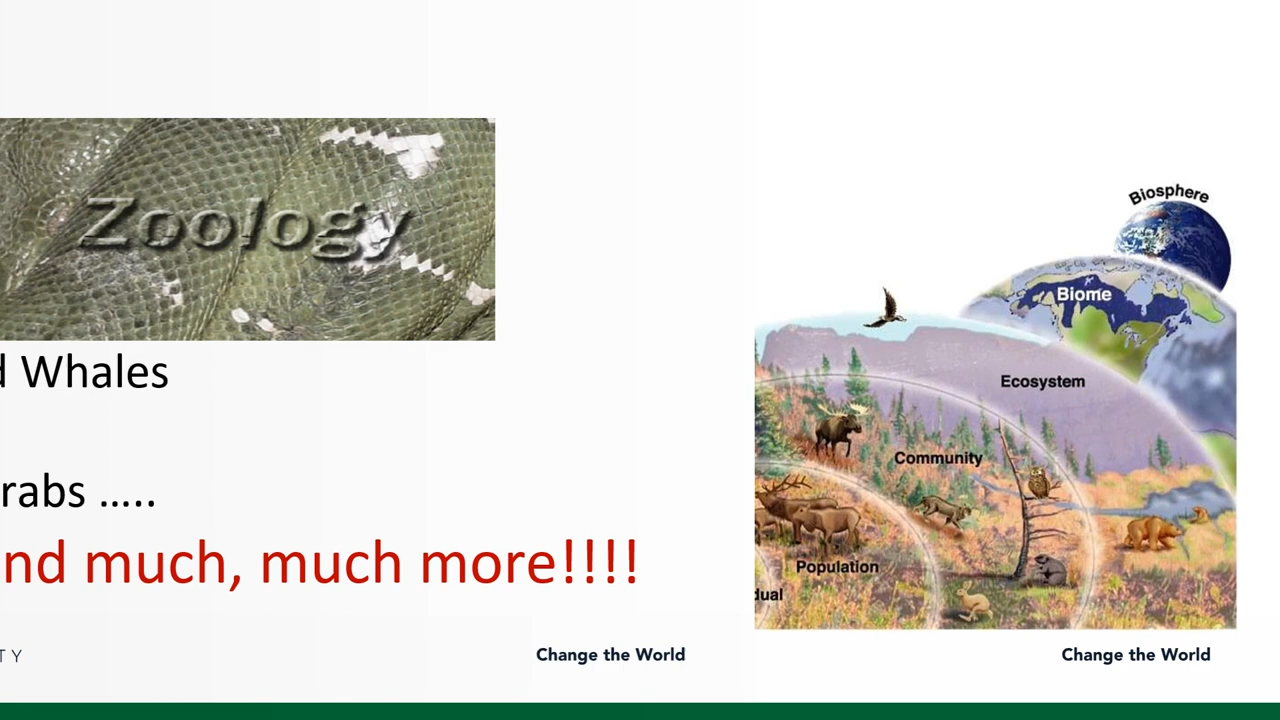 Zoology
d Whales
rabs …..
nd much, much more!!!!
TY
Change the World
Biosphere
Biome
Ecosystem
Community
Population
dual
Change the World